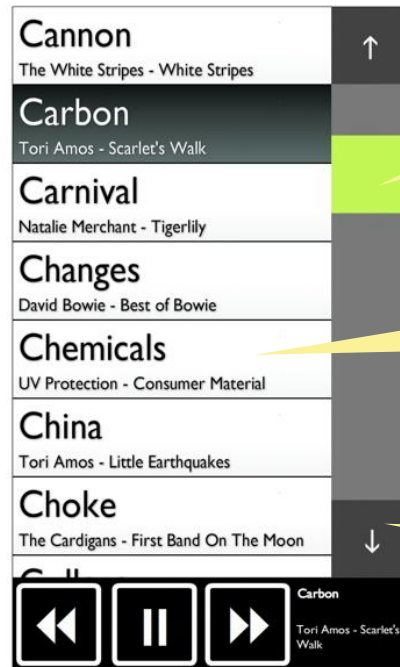 Cannon
The White Stripes - White Stripes
Carbon
Tori Amos - Scarlet's Walk
Carnival
Natalie Merchant - Tigerlily
Changes
David Bowie - Best of Bowie
Chemicals
UV Protection - Consumer Material
China
Tori Amos - Little Earthquakes
Choke
The Cardigans - First Band On The Moon
Carbon
Tori Amos - Scarlet's
Walk